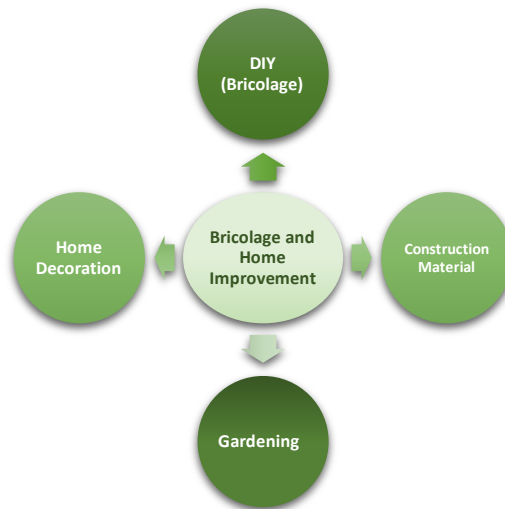 DIY
(Bricolage)
Home
Decoration
Bricolage and
Home
Improvement
Construction
Material
Gardening